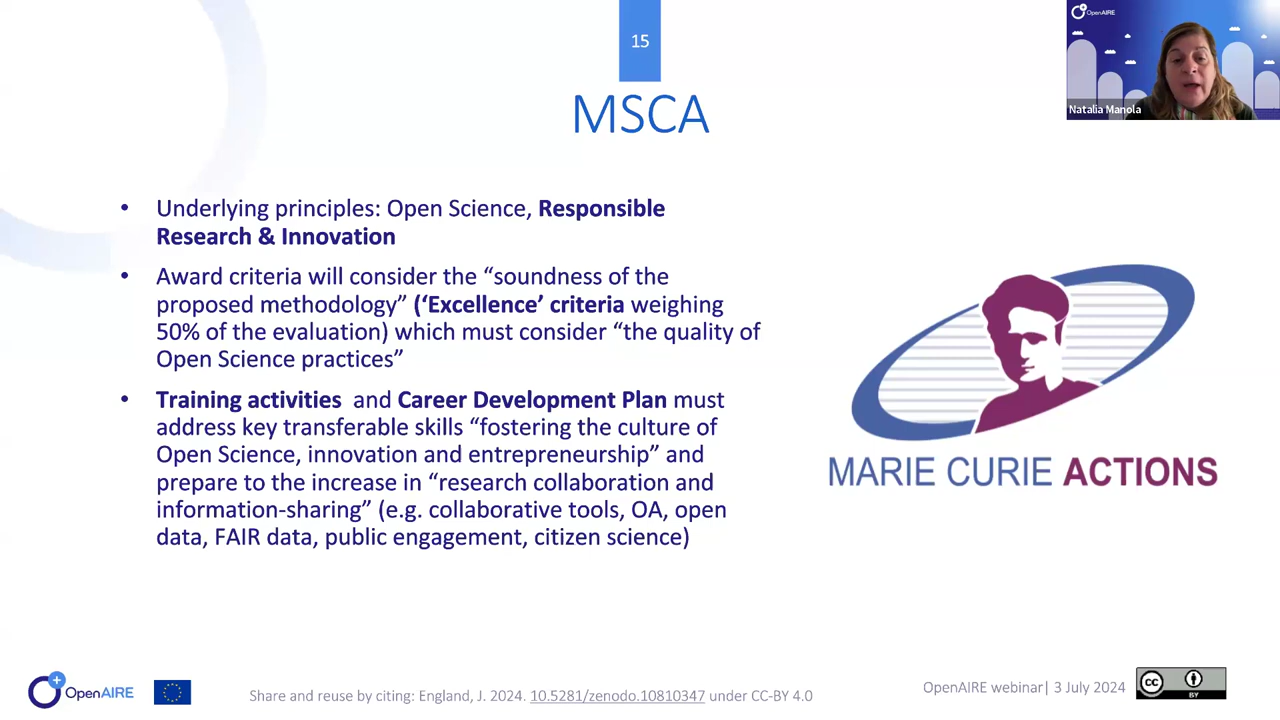 15
OpenAIRE
Natalia Manola
MSCA
• Underlying principles: Open Science, Responsible
Research & Innovation
• Award criteria will consider the “soundness of the
proposed methodology” (‘Excellence’ criteria weighing
50% of the evaluation) which must consider “the quality of
Open Science practices”
• Training activities and Career Development Plan must
address key transferable skills “fostering the culture of
Open Science, innovation and entrepreneurship” and
prepare to the increase in “research collaboration and
information-sharing” (e.g. collaborative tools, OA, open
data, FAIR data, public engagement, citizen science)
MARIE CURIE ACTIONS
OpenAIRE
Share and reuse by citing: England, J. 2024. 10.5281/zenodo.10810347 under CC-BY 4.0
OpenAIRE webinar| 3 July 2024
cc
BY